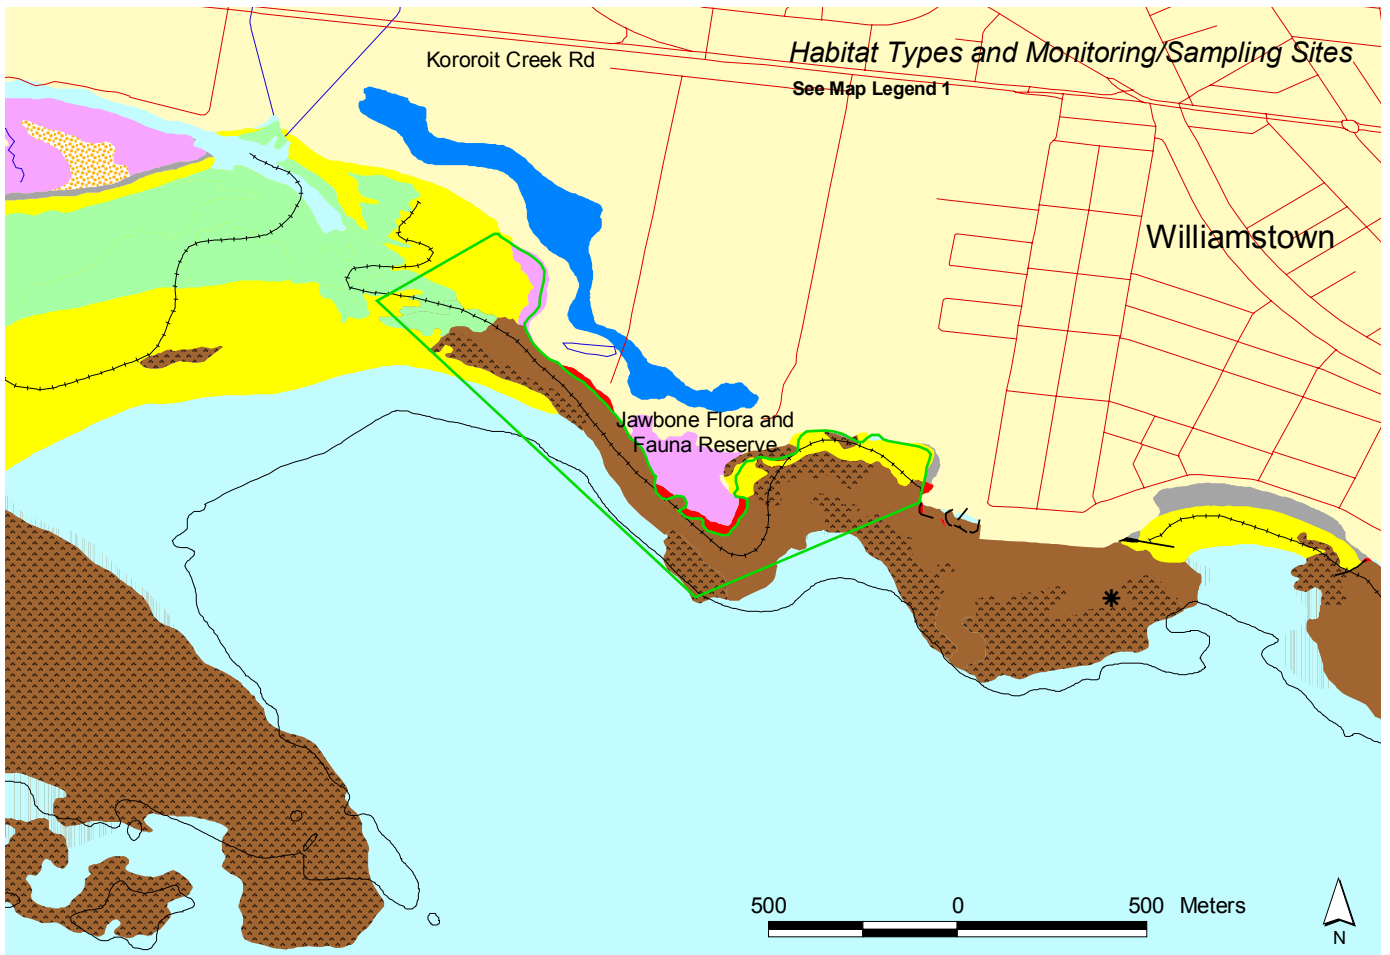 Habitat Types and Monitoring/Sampling Sites
Kororoit Creek Rd
See Map Legend 1
Williamstown
Jawbone Flora and
Fauna Reserve
500 0 500 Meters
N